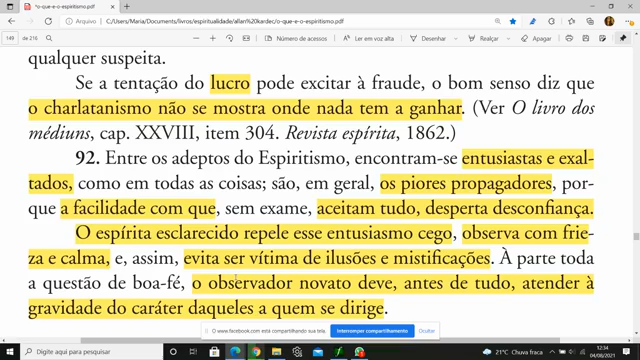 *o-que-e-o-espiritismo.pdf
Arquivo
C:/Users/Maria/Documents/livros/espiritualidade/allan%20kardec/o-que-e-o-espiritismo.pdf
149 de 216
Número de acessos
Ler em voz alta
Desenhar
Realçar
Apagar
qualquer suspeita.
Se a tentação do lucro pode excitar à fraude, o bom senso diz que
o charlatanismo não se mostra onde nada tem a ganhar. (Ver O livro dos
médiuns, cap. XXVIII, item 304. Revista espírita, 1862.)
92. Entre os adeptos do Espiritismo, encontram-se entusiastas e exal-
tados, como em todas as coisas; são, em geral, os piores propagadores, por-
que a facilidade com que, sem exame, aceitam tudo, desperta desconfiança.
O espírita esclarecido repele esse entusiasmo cego, observa com frie-
za e calma, e, assim, evita ser vítima de ilusões e mistificações. À parte toda
a questão de boa-fé, o observador novato deve, antes de tudo, atender à
gravidade do caráter daqueles a quem se dirige.
O www.facebook.com está compartilhando sua tela.
Interromper compartilhamento
Ocultar
Digite aqui para pesquisar
21°C Chuva fraca
12:34
04/08/2021